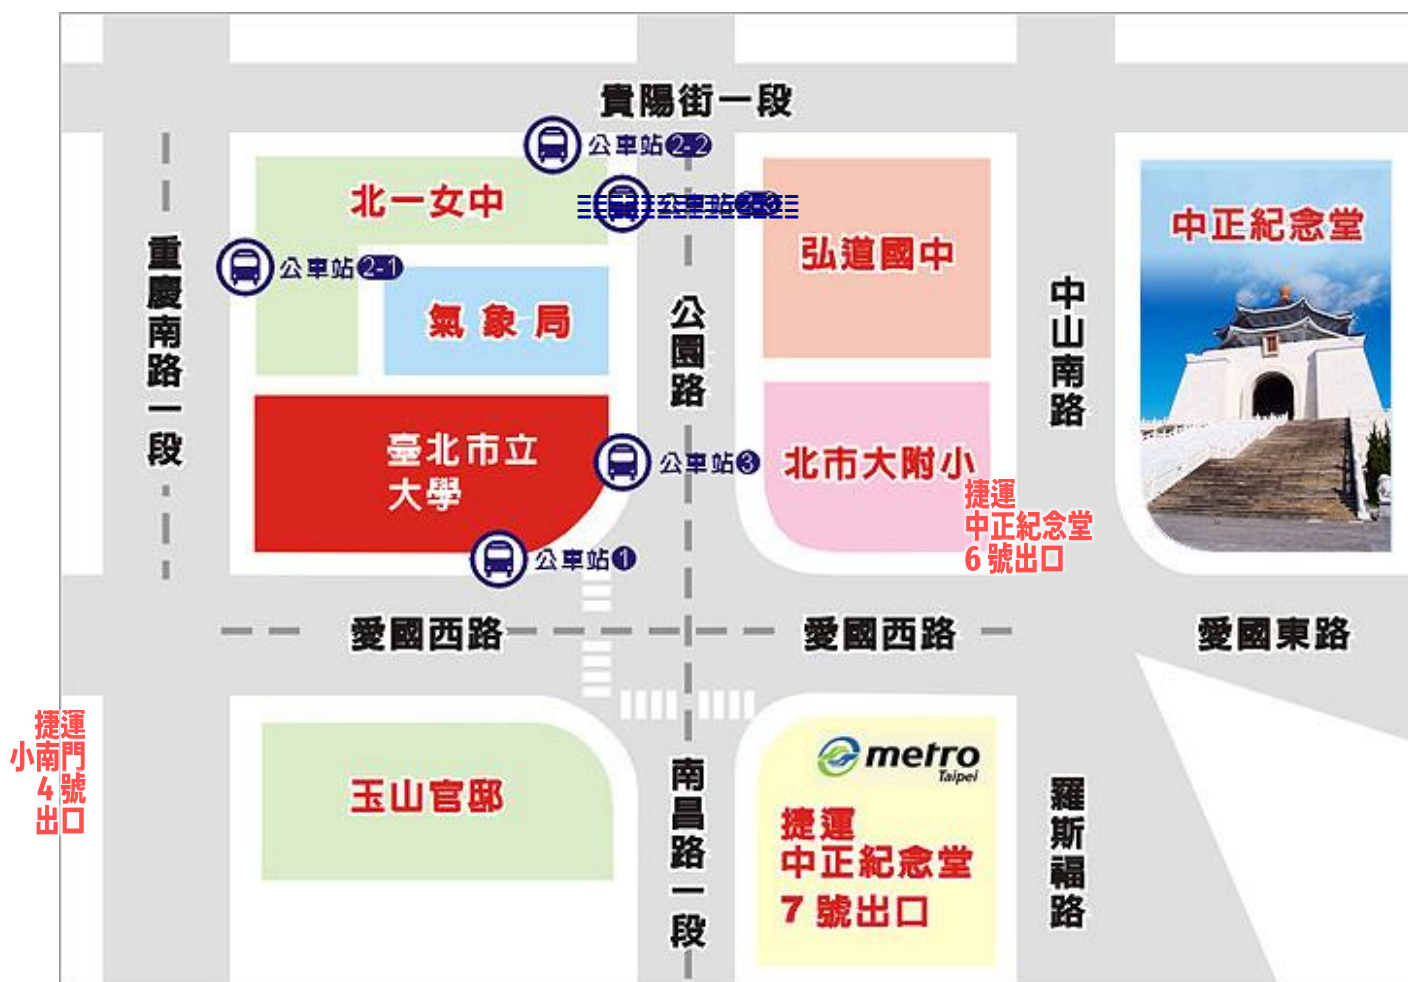 貴陽街一段
公車站2-2
北一女中
公車站2-3
弘道國中
中正紀念堂
重慶南路一段
公車站2-1
氣象局
公園路
中山南路
臺北市立
大學
公車站3
北市大附小
捷運
中正紀念堂
6 號出口
公車站1
愛國西路
愛國西路
愛國東路
捷運
小南門
4 號
出口
玉山官邸
南昌路一段
metro
Taipei
捷運
中正紀念堂
7 號出口
羅斯福路